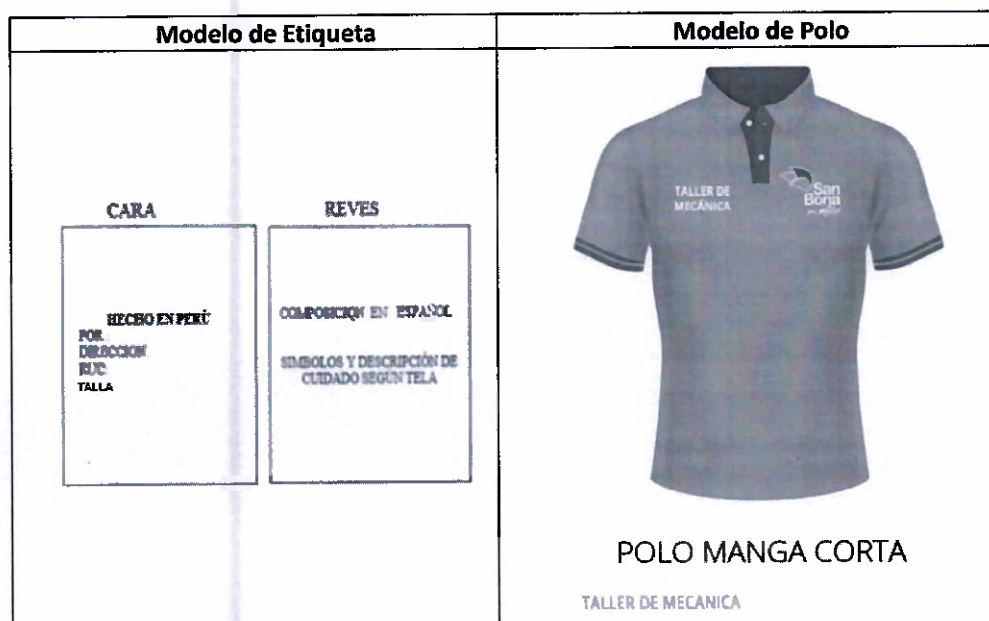 Modelo de Etiqueta
Modelo de Polo
CARA
REVES
HECHO EN PERÚ
POR
DIRECCION
RUC
TALLA
COMPOSICION EN ESPAÑOL
SIMBOLOS Y DESCRIPCIÓN DE
CUIDADO SEGUN TELA
TALLER DE
MECÁNICA
San
Borja
POLO MANGA CORTA
TALLER DE MECANICA